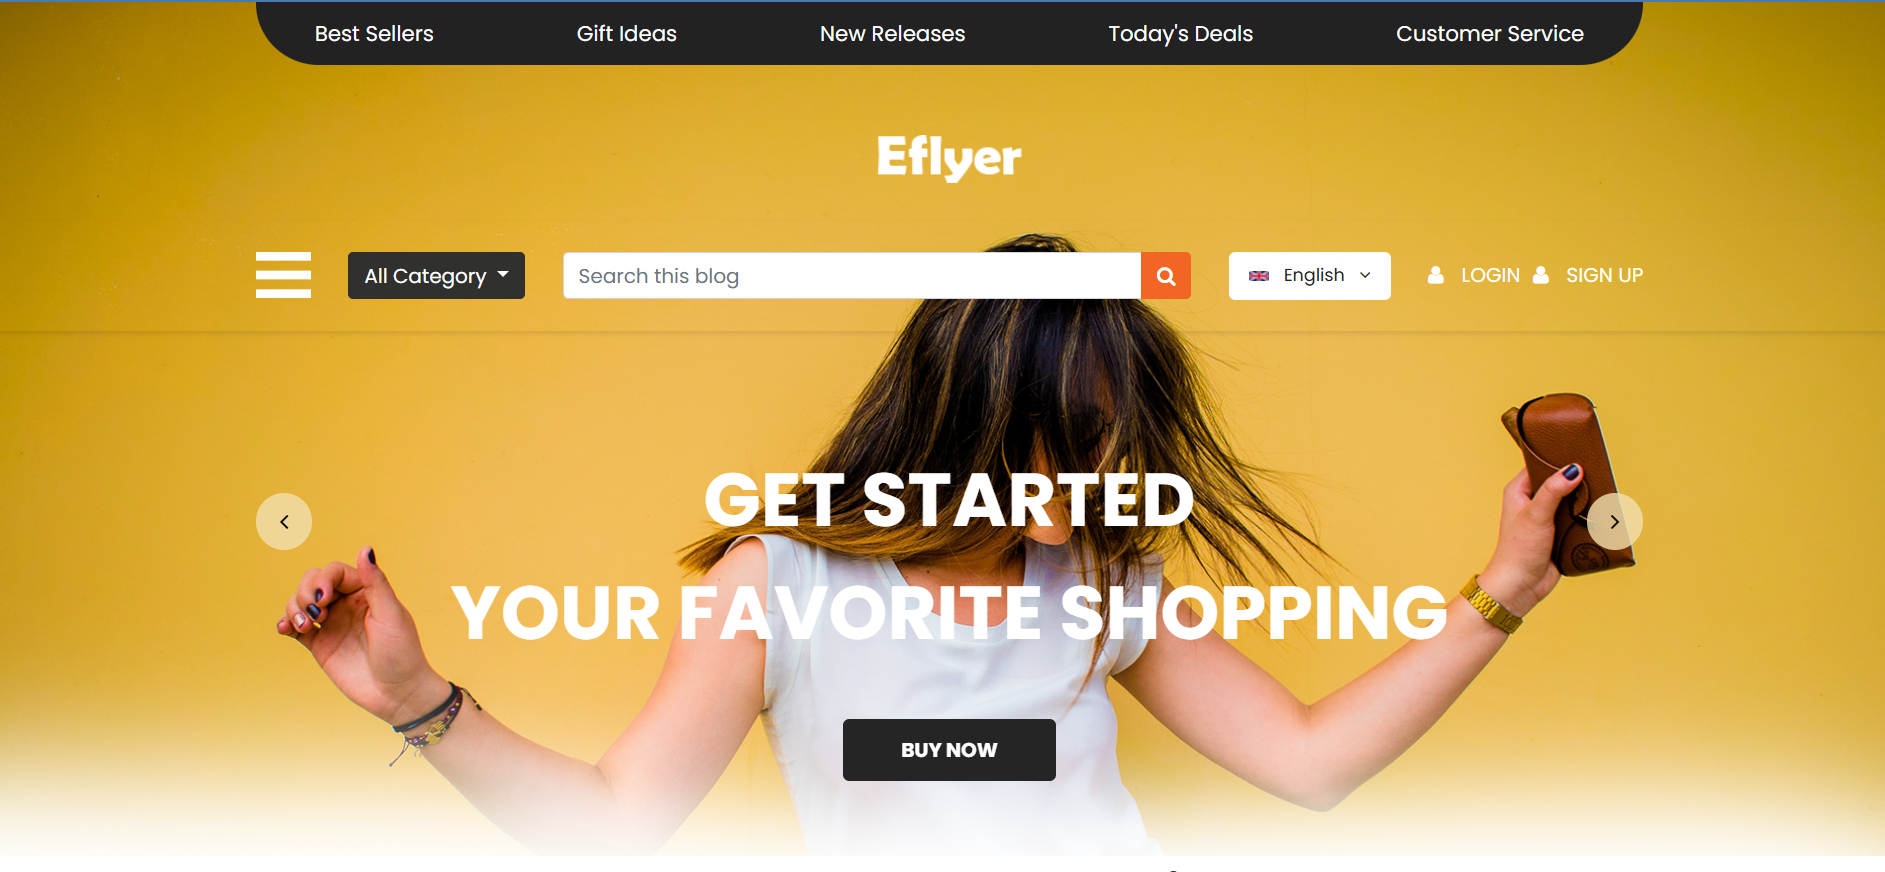 Best Sellers Gift Ideas New Releases Today's Deals Customer Service
Eflyer
All Category Search this blog English LOGIN SIGN UP
GET STARTED
YOUR FAVORITE SHOPPING
BUY NOW